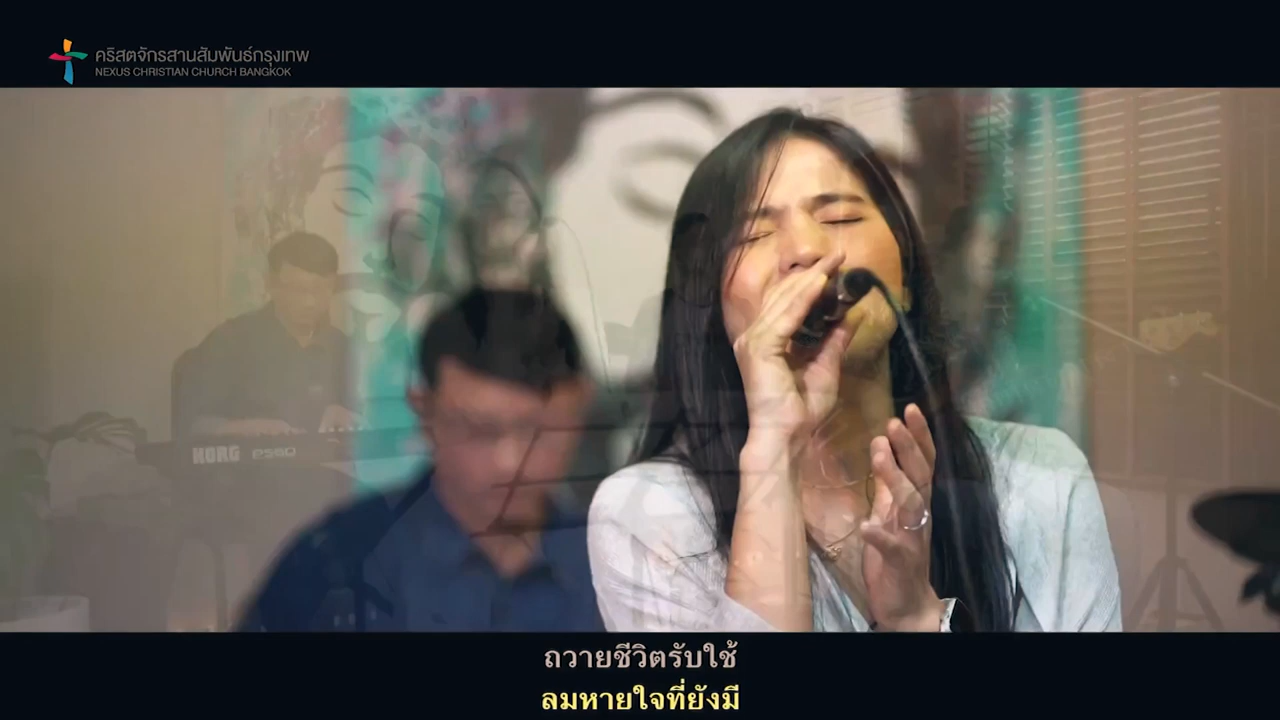 คริสตจักรสานสัมพันธ์กรุงเทพ
NEXUS CHRISTIAN CHURCH BANGKOK
KORG es50
ถวายชีวิตรับใช้
ลมหายใจที่ยังมี